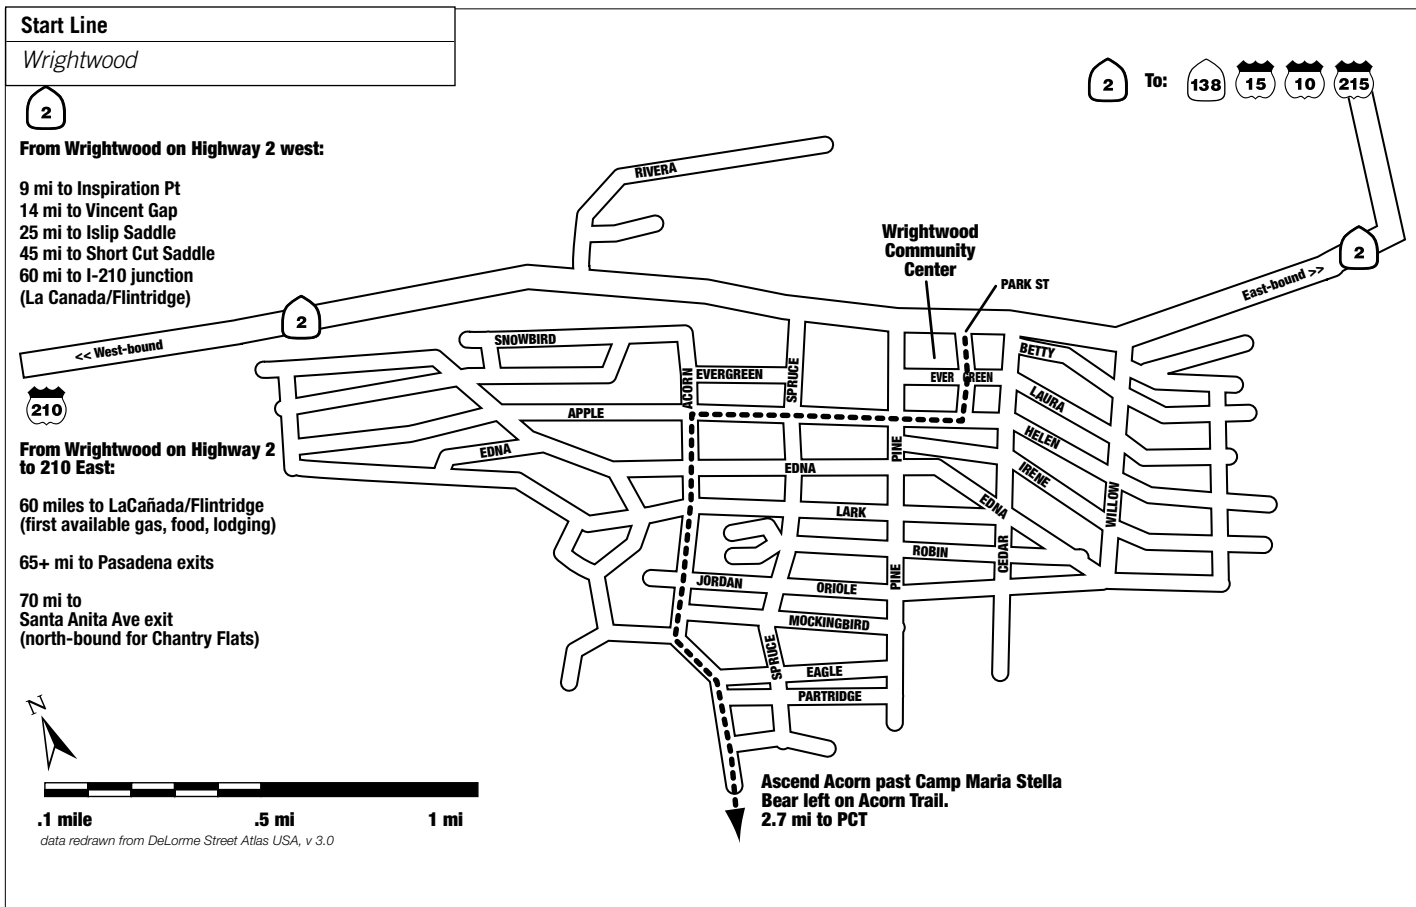 Start Line
Wrightwood
2
From Wrightwood on Highway 2 west:
9 mi to Inspiration Pt
14 mi to Vincent Gap
25 mi to Islip Saddle
45 mi to Short Cut Saddle
60 mi to I-210 junction
(La Canada/Flintridge)
2 To: 138 15 10 215
RIVERA
Wrightwood
Community
Center
PARK ST
2
East-bound >>
2
<< West-bound
SNOWBIRD
BETTY
EVERGREEN
EVER GREEN
ACORN
SPRUCE
210
LAURA
APPLE
HELEN
PINE
From Wrightwood on Highway 2
to 210 East:
EDNA
EDNA
IRENE
60 miles to LaCañada/Flintridge
(first available gas, food, lodging)
EDNA
WILLOW
LARK
65+ mi to Pasadena exits
ROBIN
CEDAR
JORDAN
ORIOLE
PINE
70 mi to
Santa Anita Ave exit
(north-bound for Chantry Flats)
MOCKINGBIRD
SPRUCE
EAGLE
PARTRIDGE
N
Ascend Acorn past Camp Maria Stella
Bear left on Acorn Trail.
2.7 mi to PCT
.1 mile .5 mi 1 mi
data redrawn from DeLorme Street Atlas USA, v 3.0